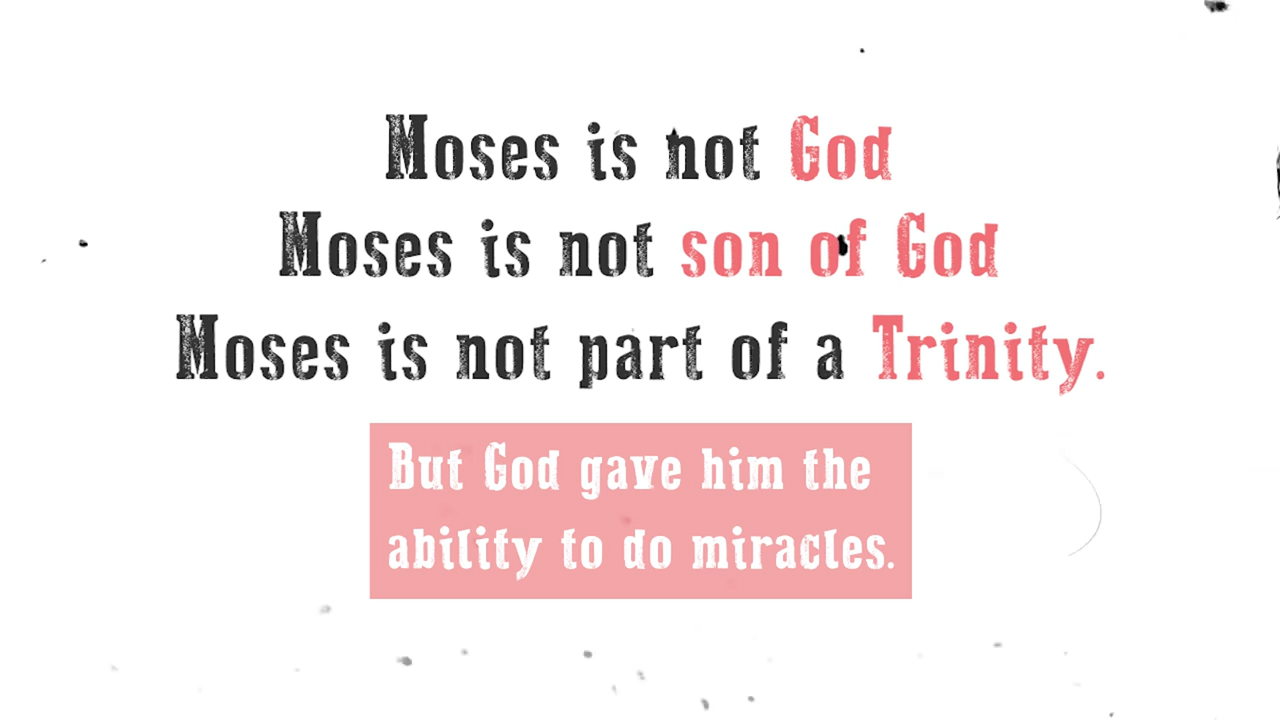 Moses is not God
Moses is not son of God
Moses is not part of a Trinity.
But God gave him the
ability to do miracles.